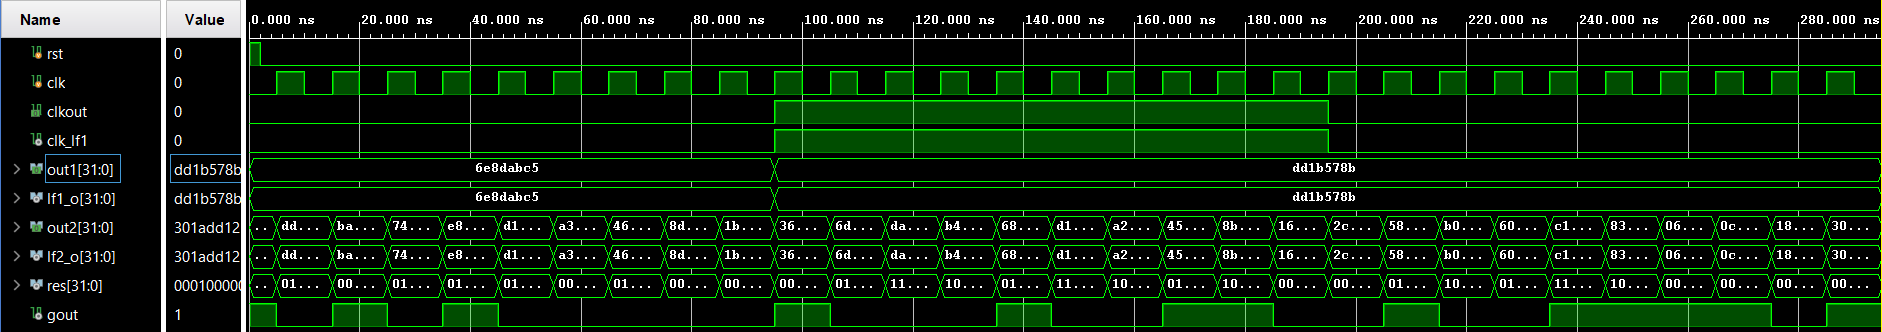 Name Value 0.000 ns 20.000 ns 40.000 ns 60.000 ns 80.000 ns 100.000 ns 120.000 ns 140.000 ns 160.000 ns 180.000 ns 200.000 ns 220.000 ns 240.000 ns 260.000 ns 280.000 ns
rst 0
clk 0
clkout 0
clk_lf1 0
out1[31:0] dd1b578b 6e8dabc5 dd1b578b
lf1_o[31:0] dd1b578b 6e8dabc5 dd1b578b
out2[31:0] 301add12 .. dd... ba... 74... e8... d1... a3... 46... 8d... 1b... 36... 6d... da... b4... 68... d1... a2... 45... 8b... 16... 2c... 58... b0... 60... c1... 83... 06... 0c... 18... 30...
lf2_o[31:0] 301add12 .. dd... ba... 74... e8... d1... a3... 46... 8d... 1b... 36... 6d... da... b4... 68... d1... a2... 45... 8b... 16... 2c... 58... b0... 60... c1... 83... 06... 0c... 18... 30...
res[31:0] 000100000 .. 01... 00... 01... 01... 01... 00... 01... 00... 00... 00... 01... 11... 10... 01... 11... 10... 01... 10... 00... 00... 01... 10... 01... 11... 10... 00... 00... 00... 00...
gout 1